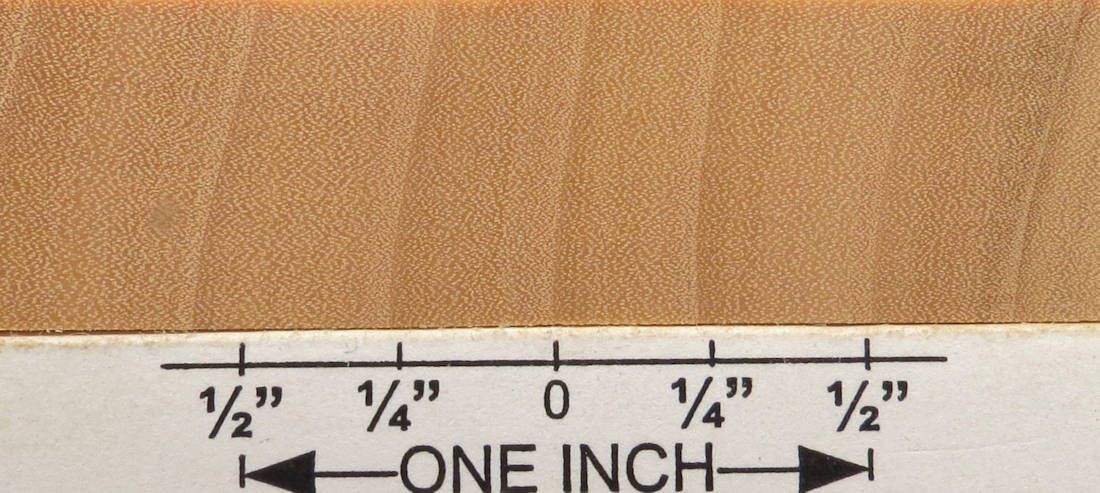 ½” ¼” 0 ¼” ½”
ONE INCH